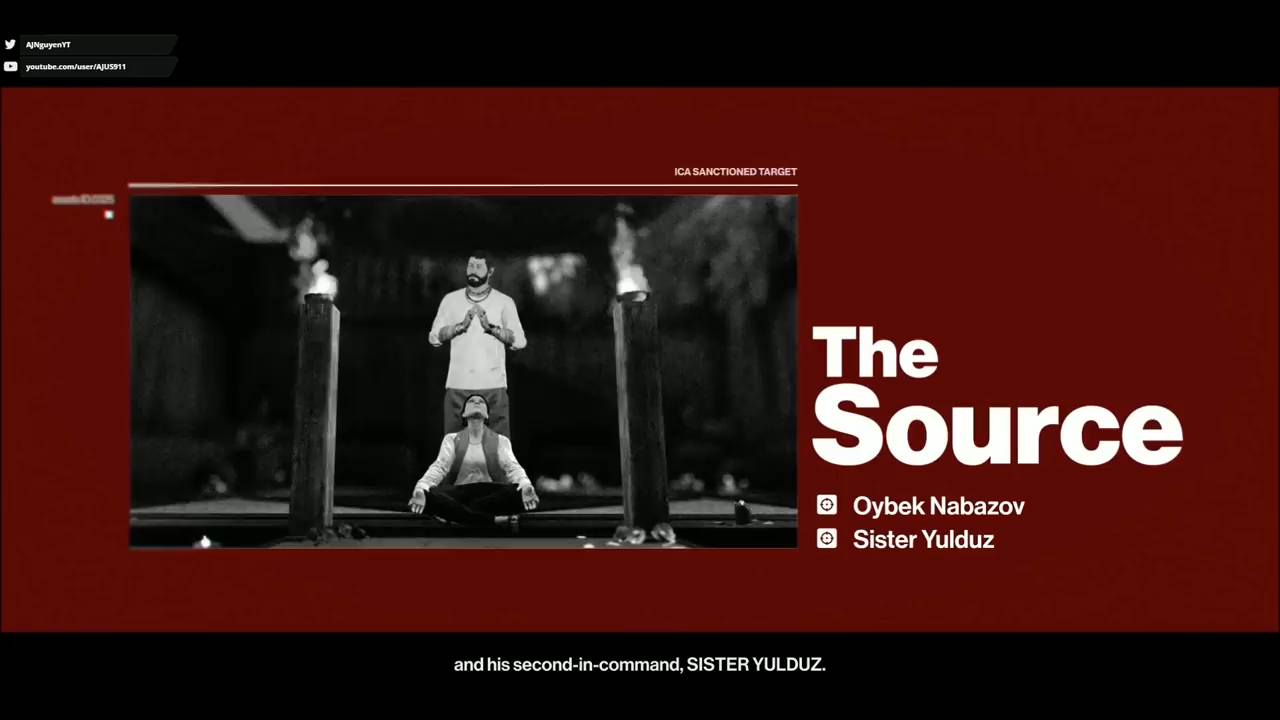 AJNguyenYT
youtube.com/user/AJUS911
ICA SANCTIONED TARGET
The
Source
Oybek Nabazov
Sister Yulduz
and his second-in-command, SISTER YULDUZ.